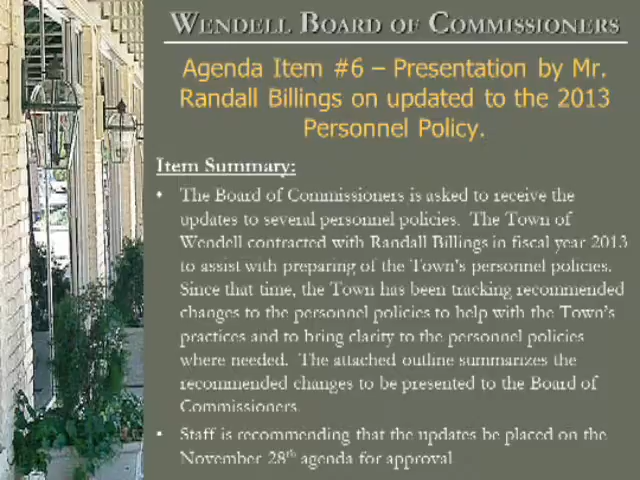 WENDELL BOARD OF COMMISSIONERS
Agenda Item #6 – Presentation by Mr.
Randall Billings on updated to the 2013
Personnel Policy.
Item Summary:
• The Board of Commissioners is asked to receive the
updates to several personnel policies. The Town of
Wendell contracted with Randall Billings in fiscal year 2013
to assist with preparing of the Town's personnel policies.
Since that time, the Town has been tracking recommended
changes to the personnel policies to help with the Town's
practices and to bring clarity to the personnel policies
where needed. The attached outline summarizes the
recommended changes to be presented to the Board of
Commissioners.
• Staff is recommending that the updates be placed on the
November 28th agenda for approval